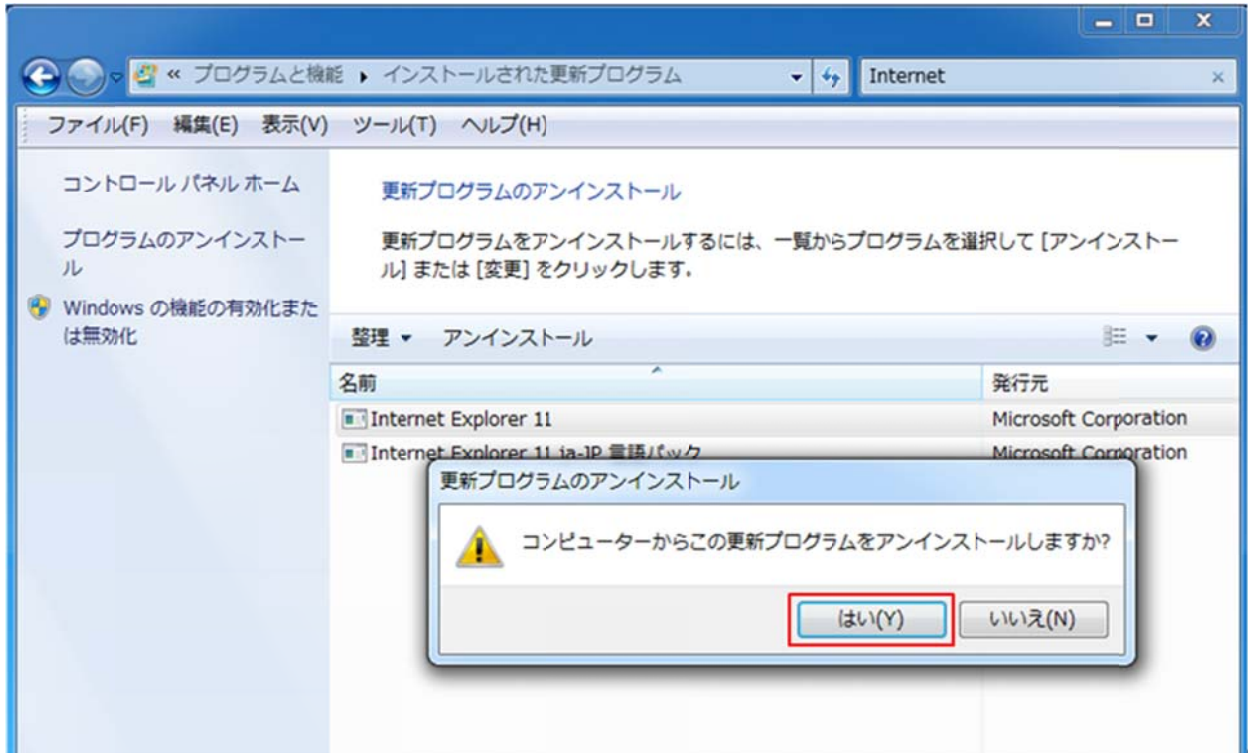 « プログラムと機能 ▸ インストールされた更新プログラム
Internet
ファイル(F) 編集(E) 表示(V) ツール(T) ヘルプ(H)
コントロール パネル ホーム
プログラムのアンインストー
ル
Windows の機能の有効化また
は無効化
更新プログラムのアンインストール
更新プログラムをアンインストールするには、一覧からプログラムを選択して [アンインストー
ル] または [変更] をクリックします。
整理 アンインストール
名前 発行元
Internet Explorer 11 Microsoft Corporation
Internet Explorer 11 ja-JP 言語パック Microsoft Corporation
更新プログラムのアンインストール
コンピューターからこの更新プログラムをアンインストールしますか?
はい(Y) いいえ(N)